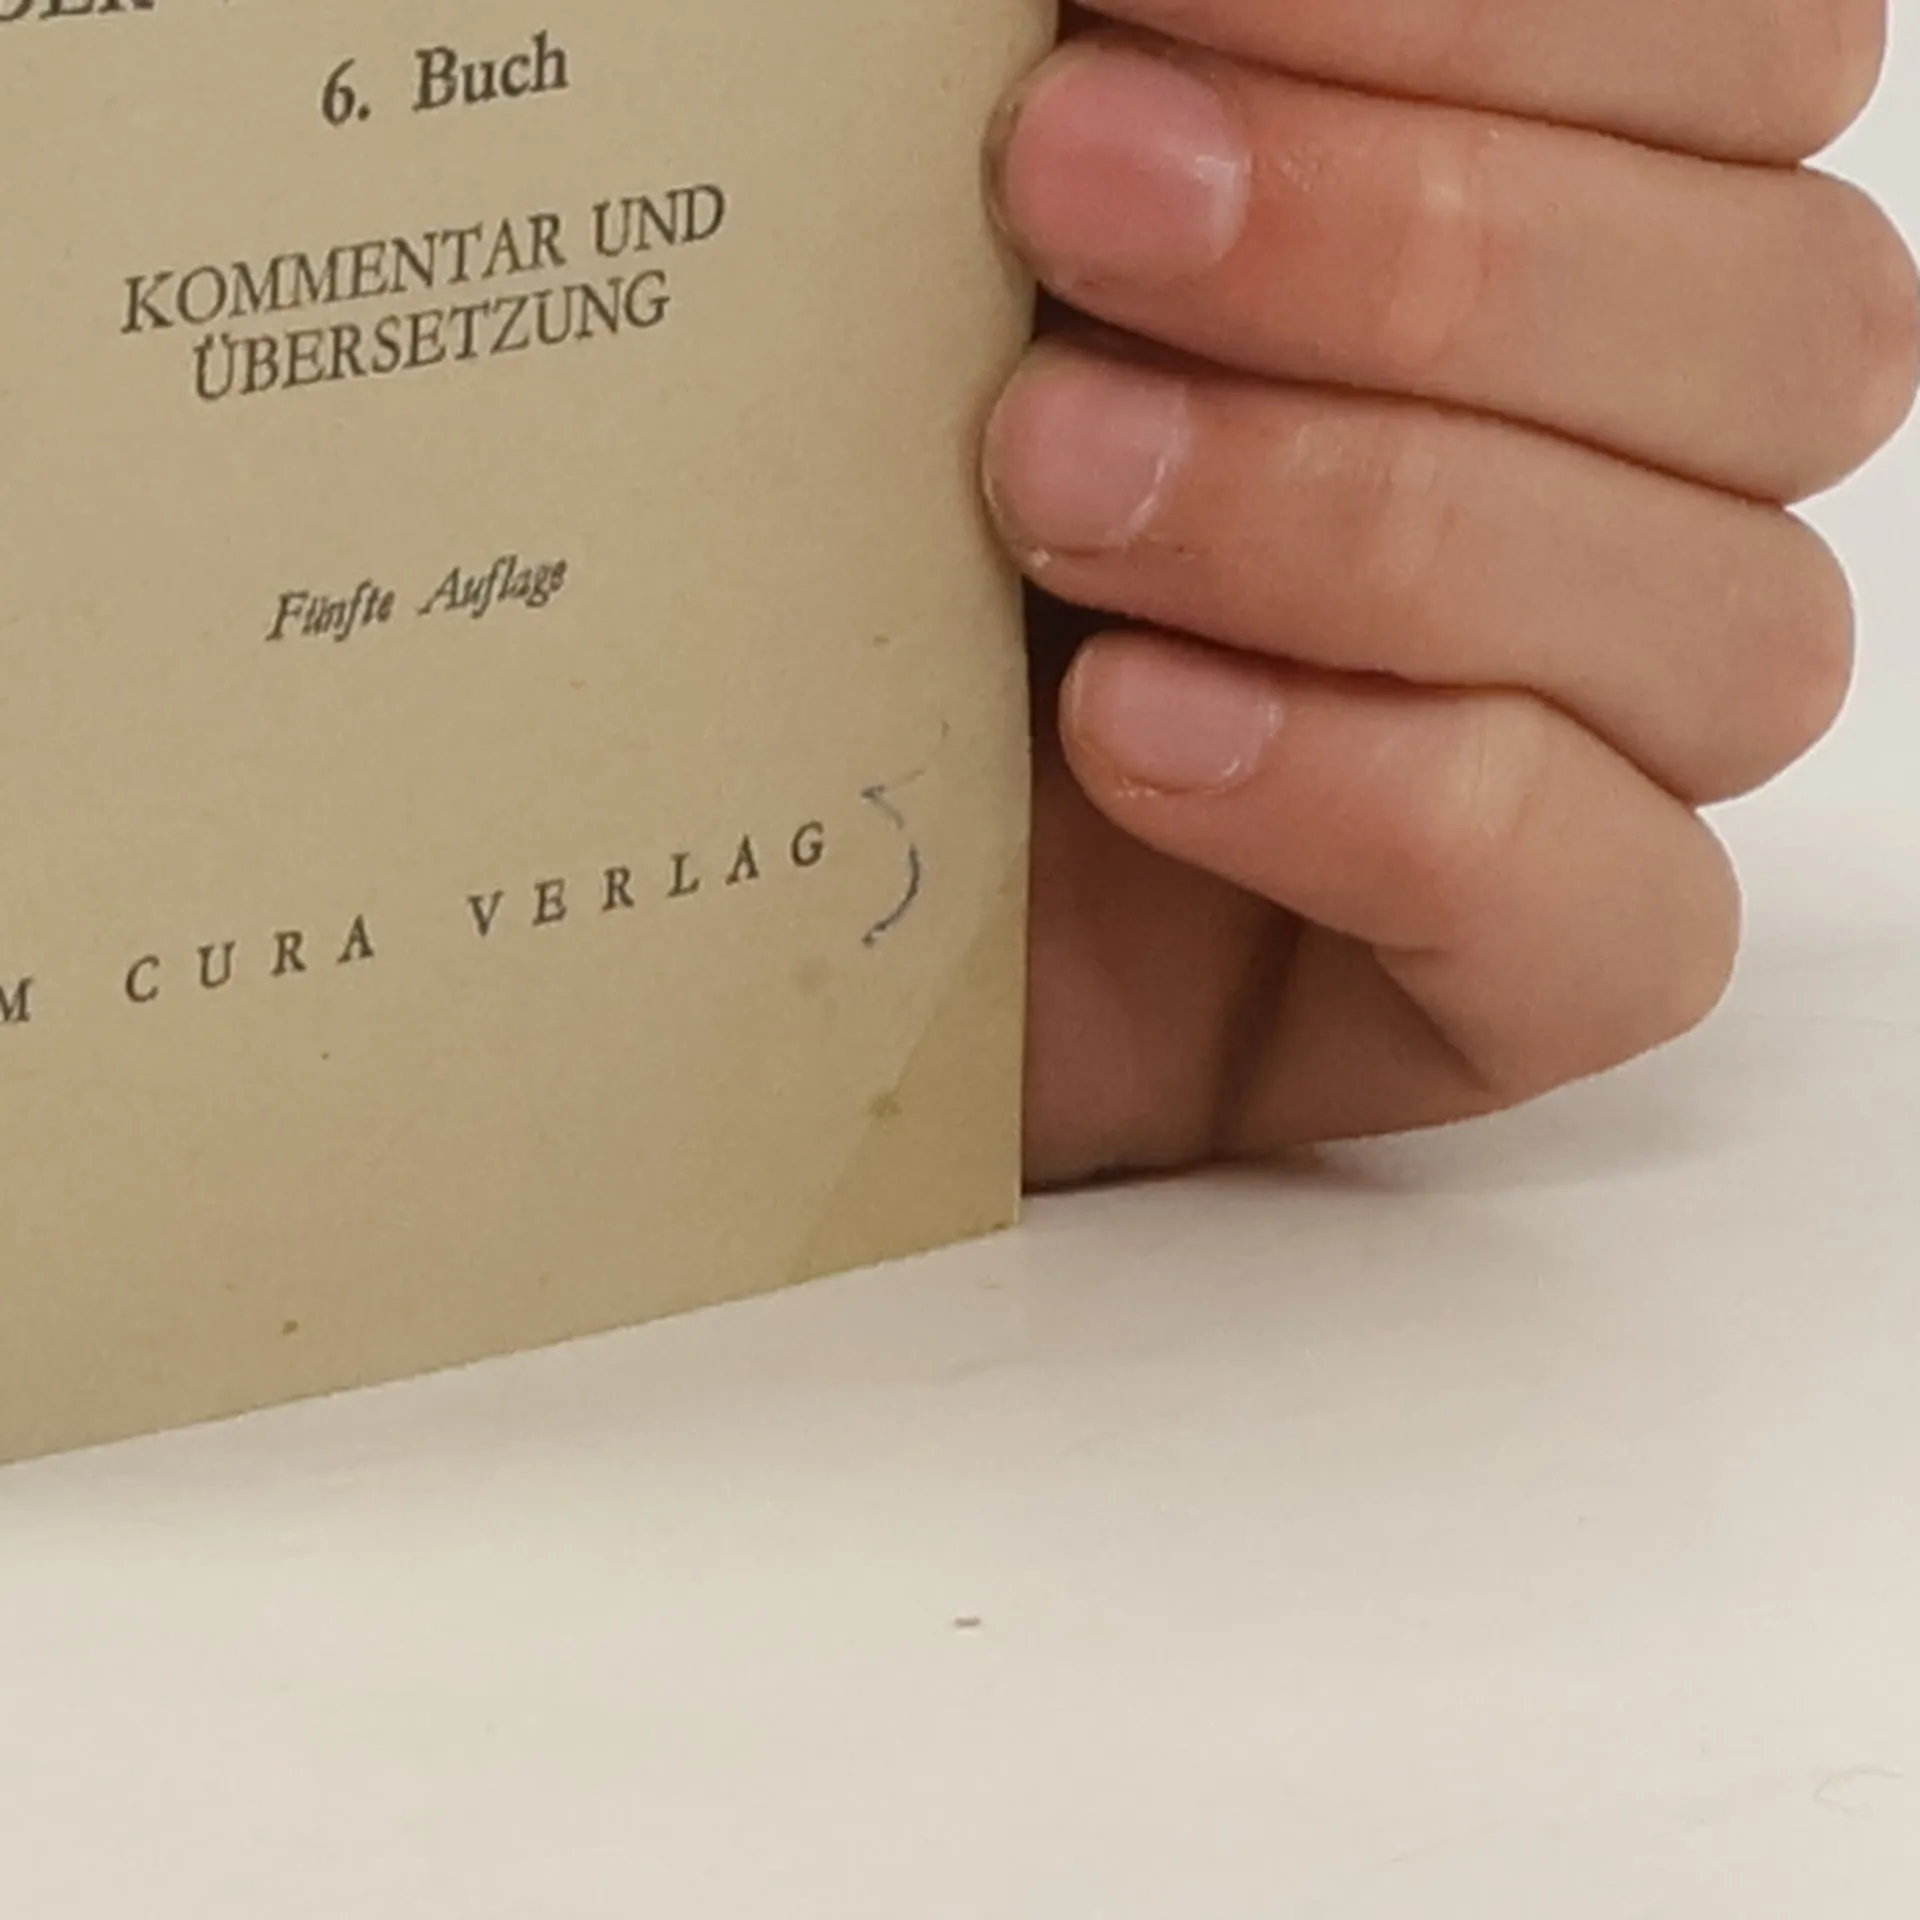 6. Buch
KOMMENTAR UND
ÜBERSETZUNG
Fünfte Auflage
M CURA VERLAG